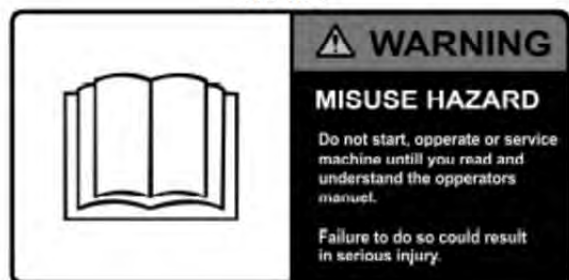 WARNING
MISUSE HAZARD
Do not start, opperate or service
machine untill you read and
understand the opperators
manuel.
Failure to do so could result
in serious injury.